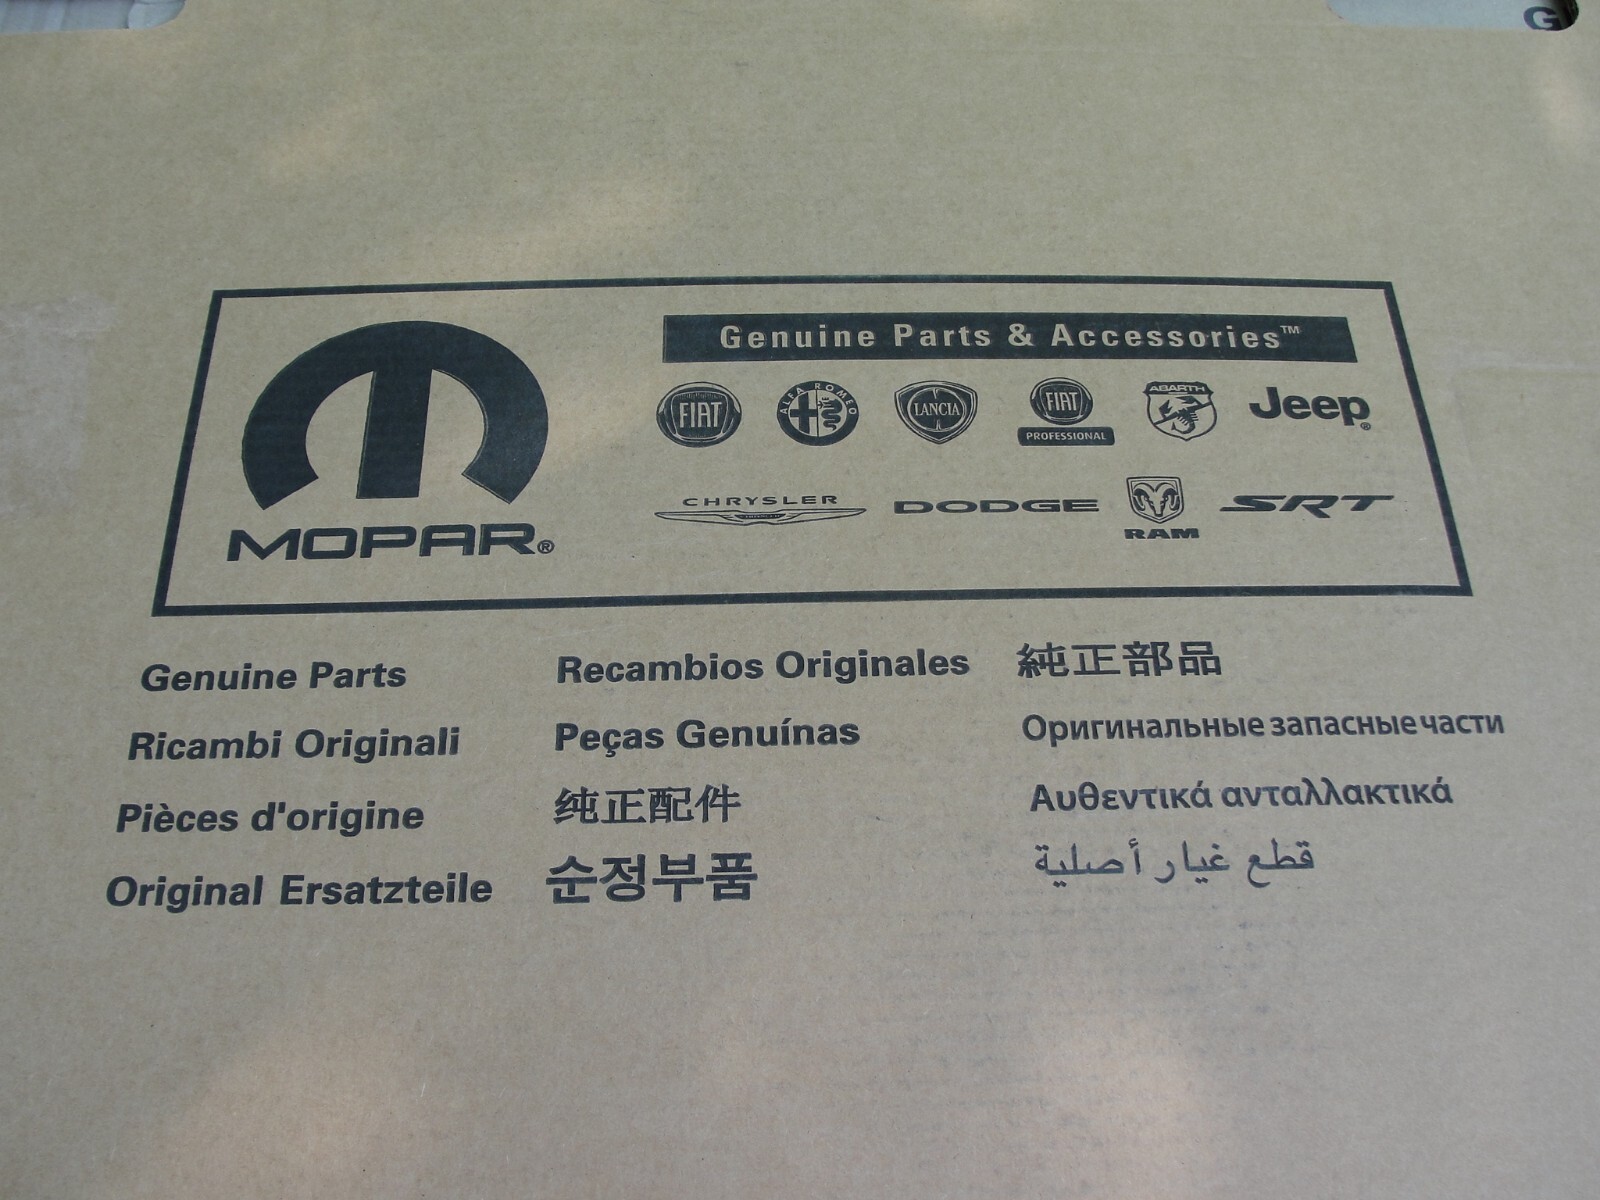 G
Genuine Parts & Accessories™
MOPAR®
FIAT
ALFA ROMEO
LANCIA
FIAT
PROFESSIONAL
ABARTH
Jeep®
CHRYSLER
DODGE
RAM
SRT
Genuine Parts
Ricambi Originali
Pièces d'origine
Original Ersatzteile
Recambios Originales
Peças Genuínas
纯正配件
순정부품
純正部品
Оригинальные запасные части
Αυθεντικά ανταλλακτικά
قطع غيار أصلية